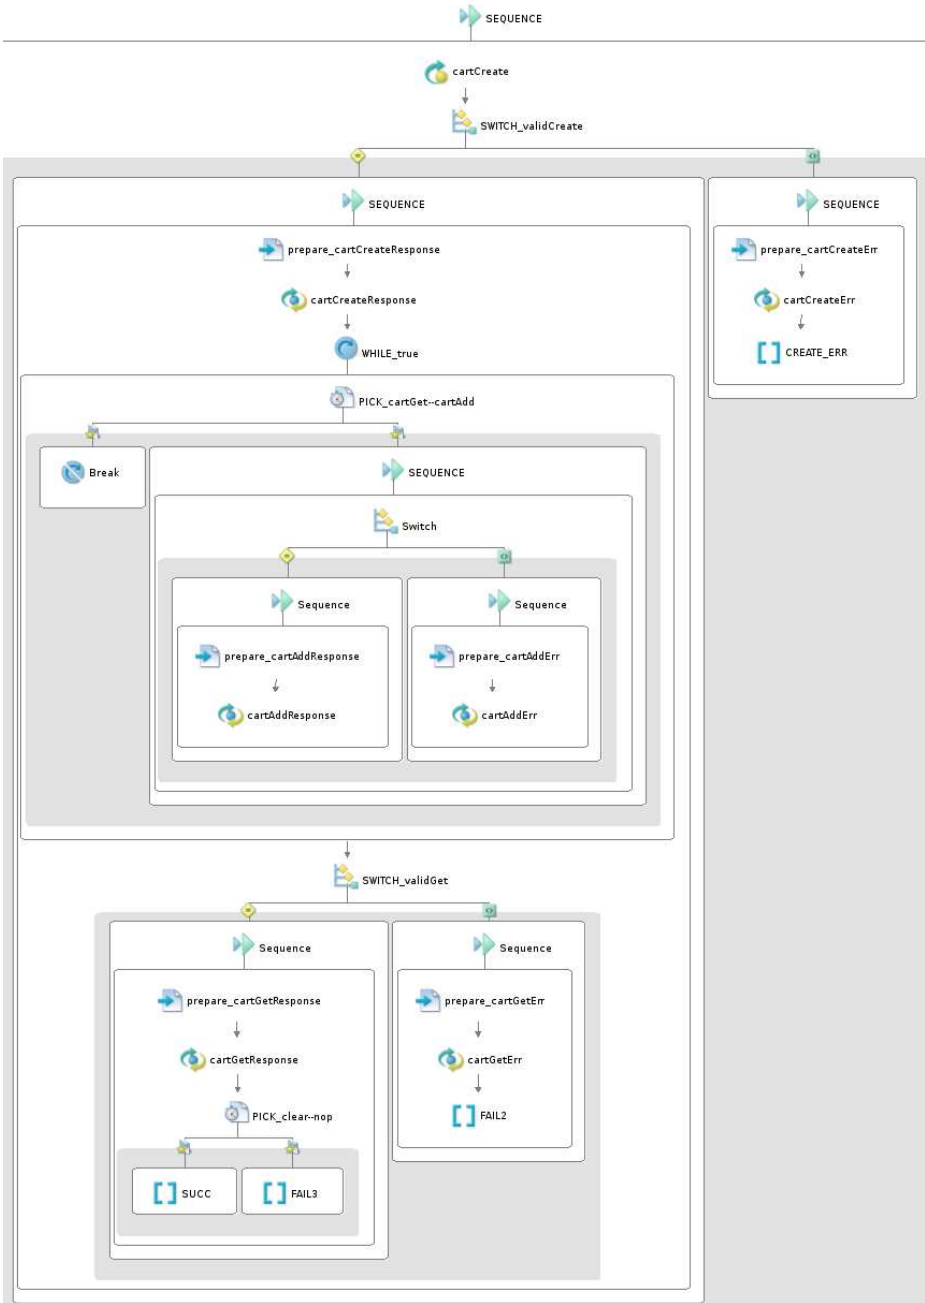 SEQUENCE
cartCreate
SWITCH_validCreate
SEQUENCE
prepare_cartCreateResponse
cartCreateResponse
WHILE_true
PICK_cartGet--cartAdd
Break
SEQUENCE
Switch
Sequence
prepare_cartAddResponse
cartAddResponse
Sequence
prepare_cartAddErr
cartAddErr
SWITCH_validGet
Sequence
prepare_cartGetResponse
cartGetResponse
PICK_clear--nop
SUCC
FAIL3
Sequence
prepare_cartGetErr
cartGetErr
FAIL2
SEQUENCE
prepare_cartCreateErr
cartCreateErr
CREATE_ERR